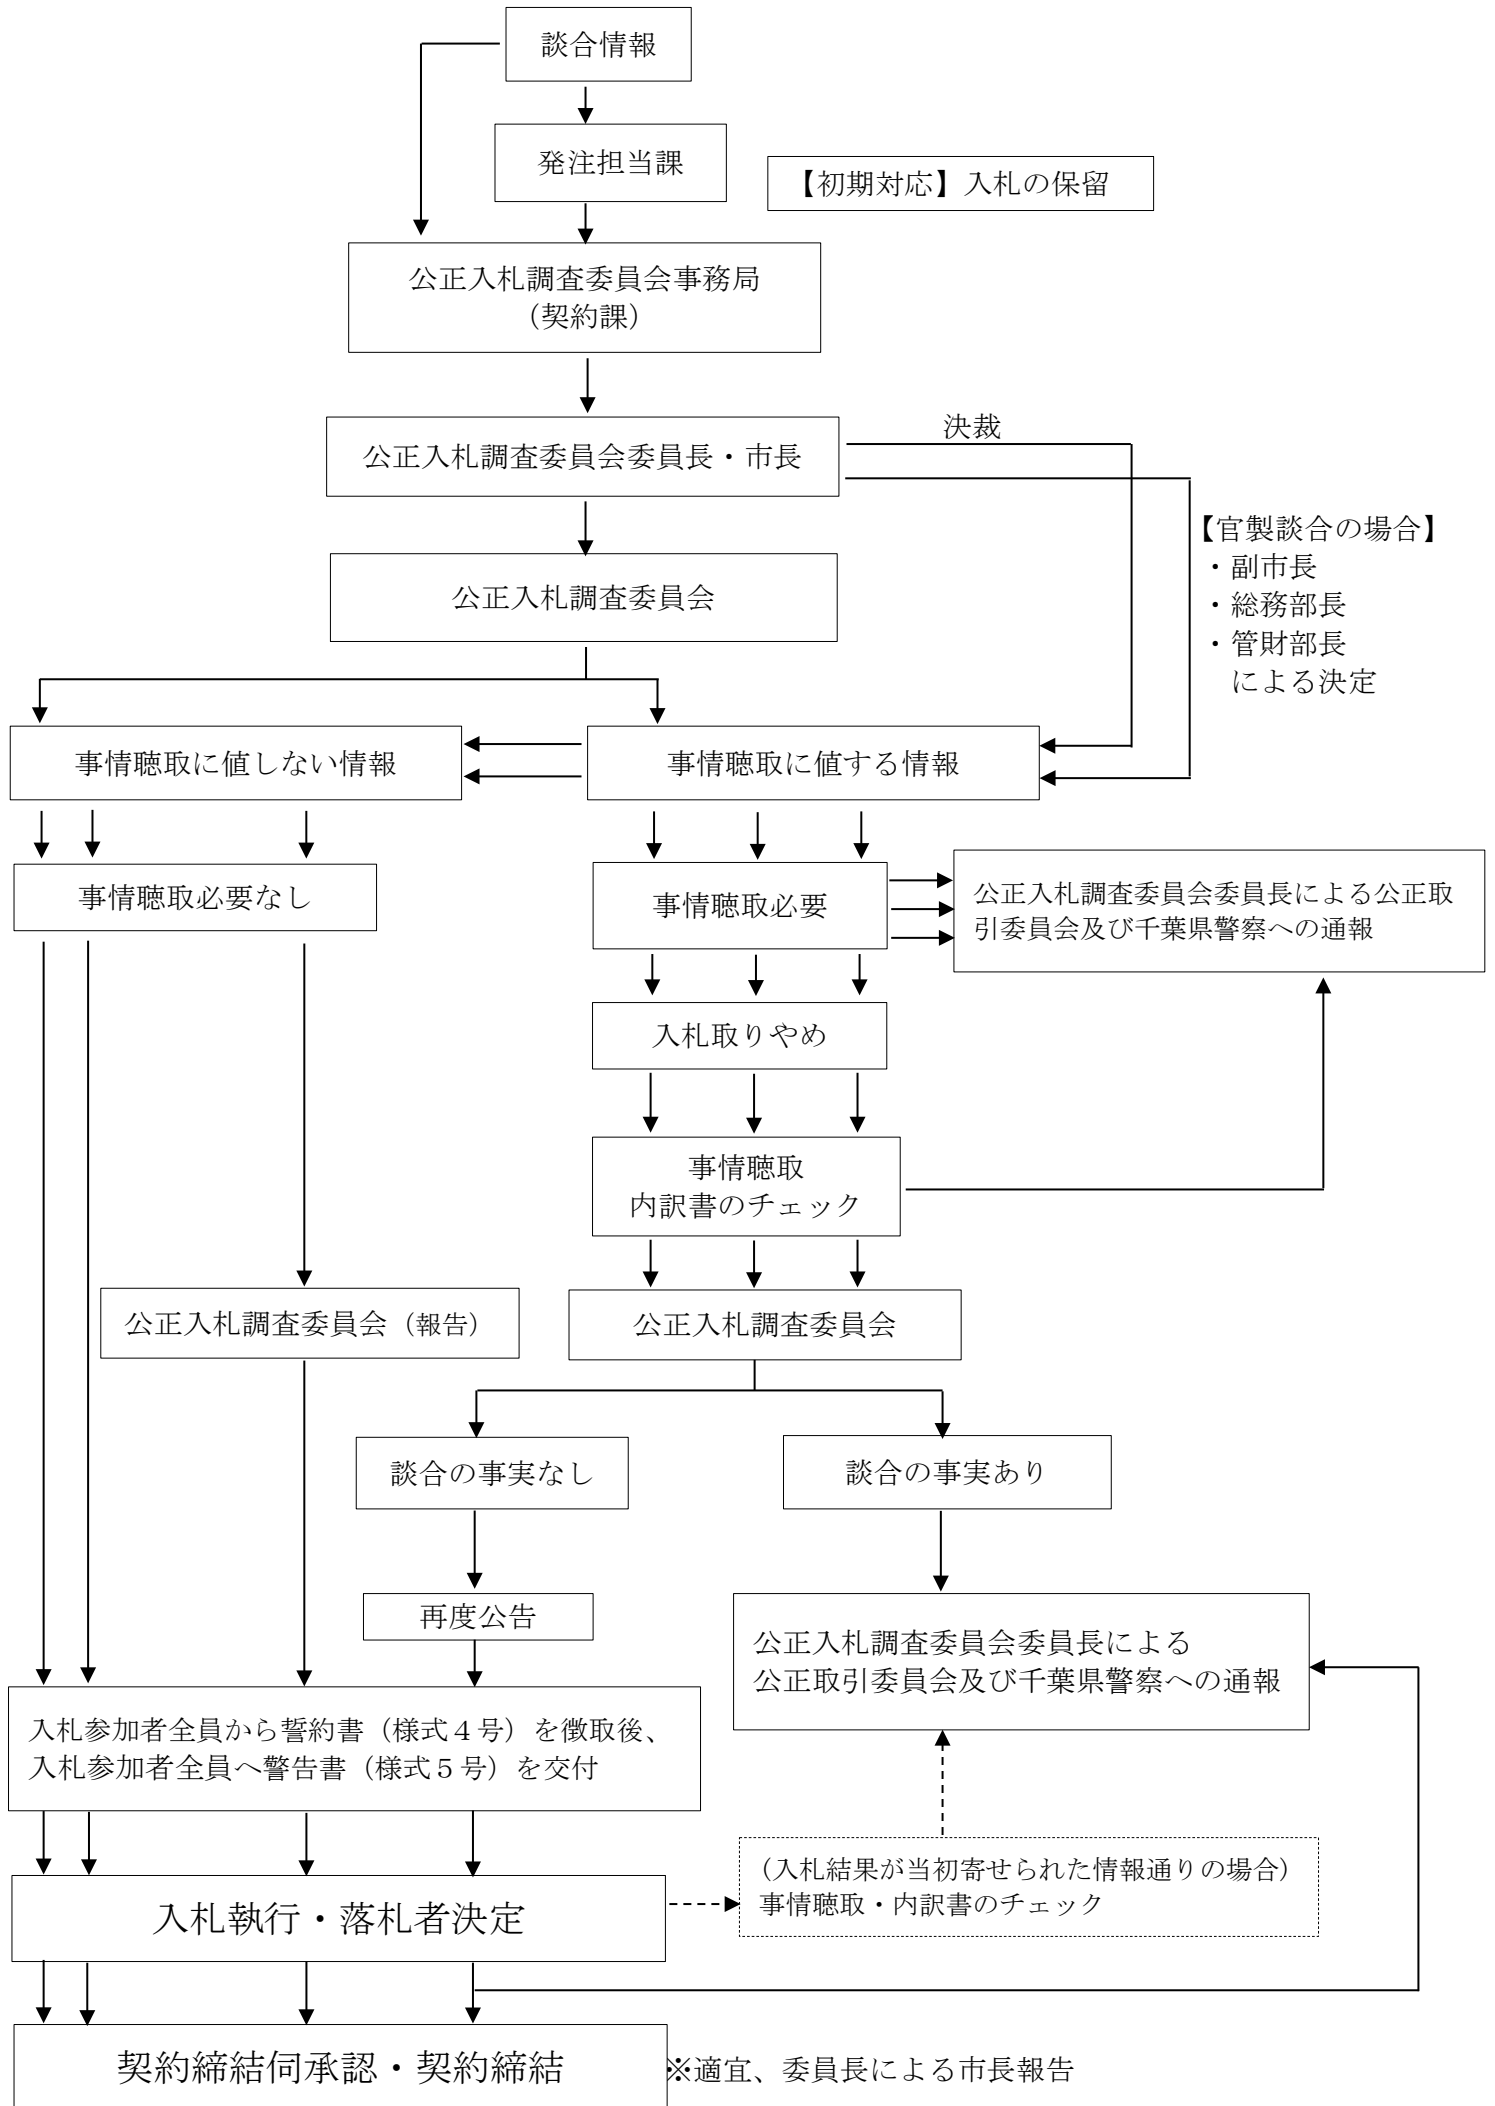 談合情報
発注担当課
【初期対応】入札の保留
公正入札調査委員会事務局
（契約課）
決裁
公正入札調査委員会委員長・市長
【官製談合の場合】
・副市長
・総務部長
・管財部長
による決定
公正入札調査委員会
事情聴取に値しない情報
事情聴取に値する情報
事情聴取必要なし
事情聴取必要
公正入札調査委員会委員長による公正取
引委員会及び千葉県警察への通報
入札取りやめ
事情聴取
内訳書のチェック
公正入札調査委員会（報告）
公正入札調査委員会
談合の事実なし
談合の事実あり
再度公告
公正入札調査委員会委員長による
公正取引委員会及び千葉県警察への通報
入札参加者全員から誓約書（様式４号）を徴取後、
入札参加者全員へ警告書（様式５号）を交付
（入札結果が当初寄せられた情報通りの場合）
事情聴取・内訳書のチェック
入札執行・落札者決定
契約締結伺承認・契約締結
※適宜、委員長による市長報告